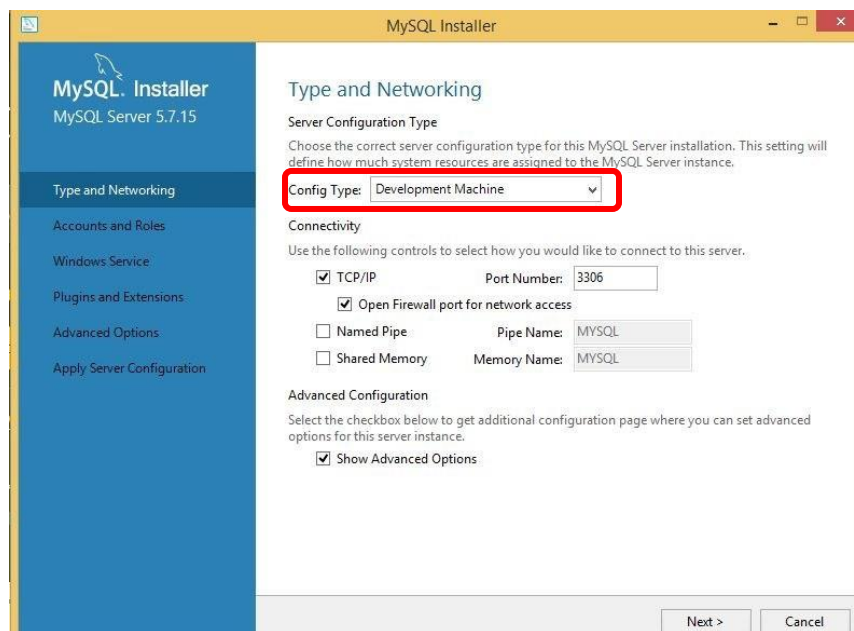 MySQL Installer
MySQL. Installer
MySQL Server 5.7.15
Type and Networking
Accounts and Roles
Windows Service
Plugins and Extensions
Advanced Options
Apply Server Configuration
Type and Networking
Server Configuration Type
Choose the correct server configuration type for this MySQL Server installation. This setting will
define how much system resources are assigned to the MySQL Server instance.
Config Type: Development Machine
Connectivity
Use the following controls to select how you would like to connect to this server.
TCP/IP Port Number: 3306
Open Firewall port for network access
Named Pipe Pipe Name: MYSQL
Shared Memory Memory Name: MYSQL
Advanced Configuration
Select the checkbox below to get additional configuration page where you can set advanced
options for this server instance.
Show Advanced Options
Next > Cancel